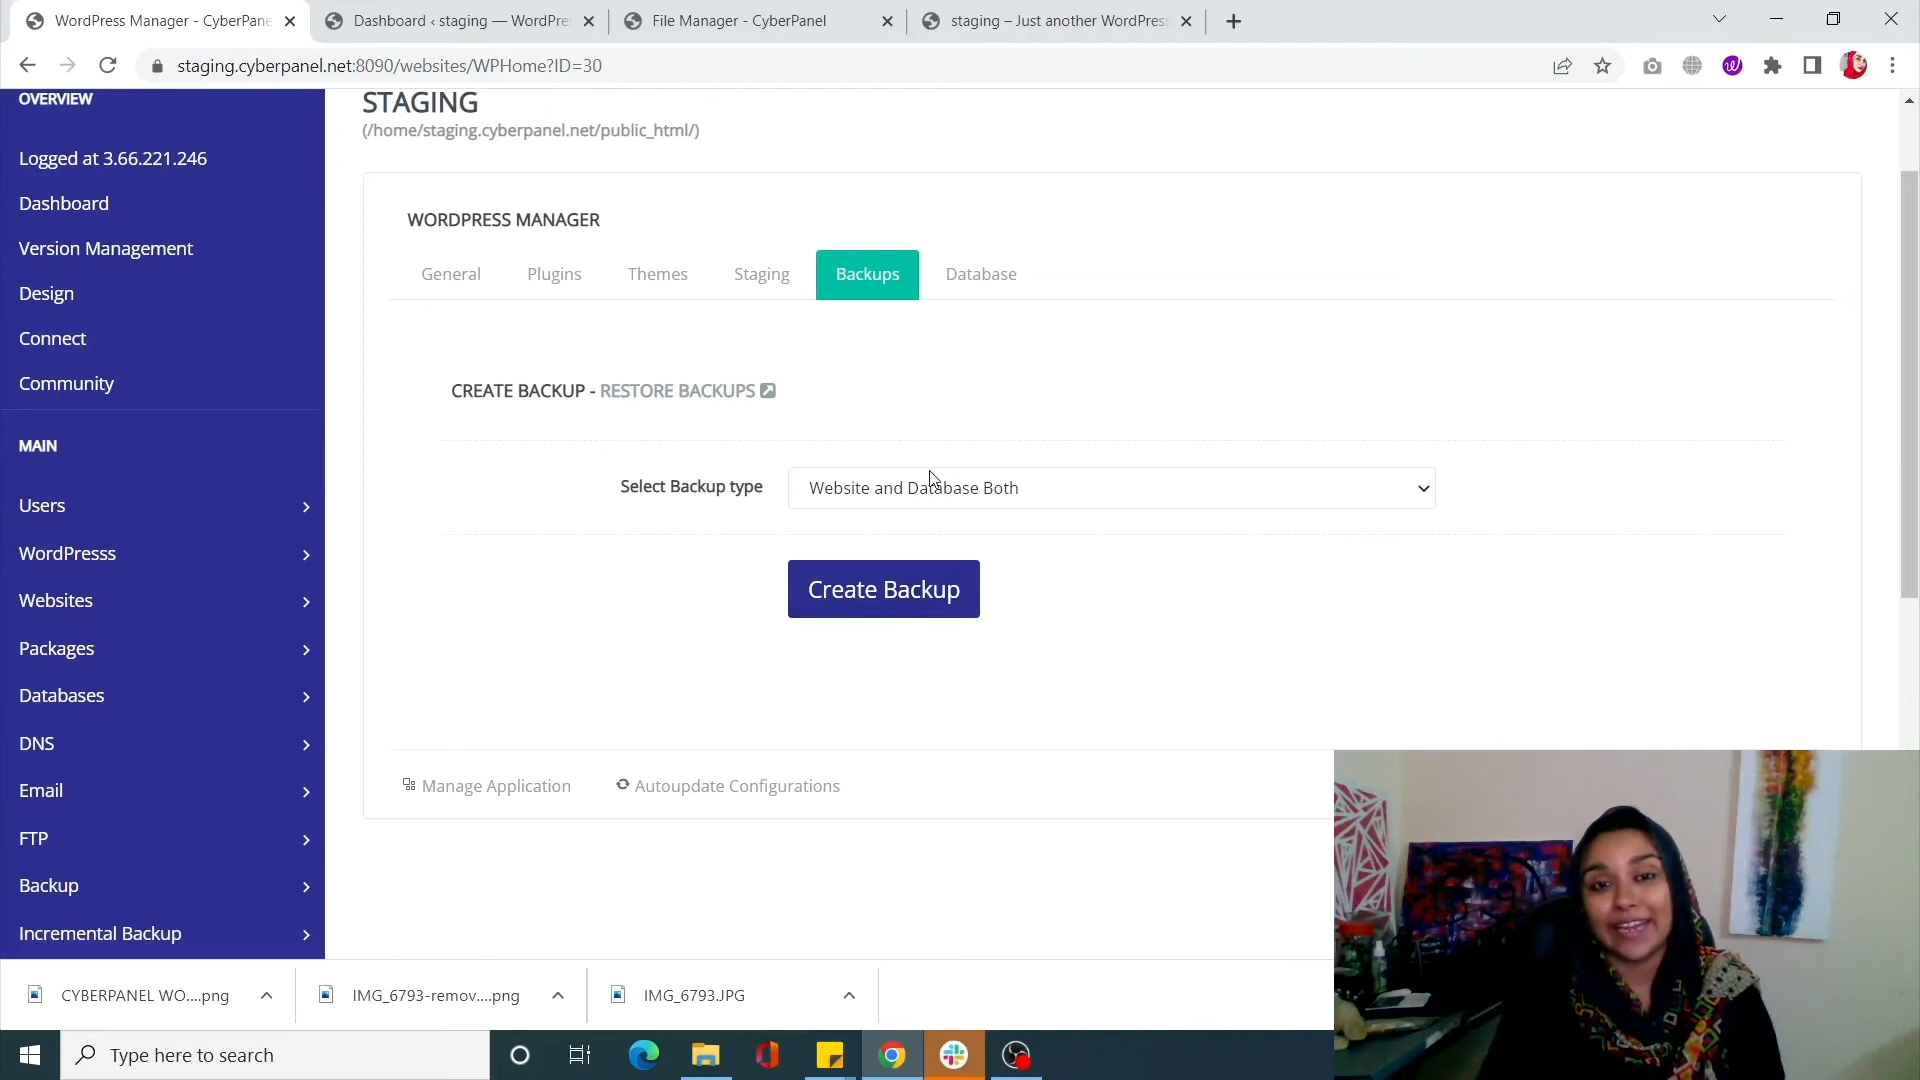 WordPress Manager - CyberPane
Dashboard ‹ staging — WordPre
File Manager - CyberPanel
staging – Just another WordPress
staging.cyberpanel.net:8090/websites/WPHome?ID=30
OVERVIEW
Logged at 3.66.221.246
Dashboard
Version Management
Design
Connect
Community
MAIN
Users
WordPresss
Websites
Packages
Databases
DNS
Email
FTP
Backup
Incremental Backup
STAGING
(/home/staging.cyberpanel.net/public_html/)
WORDPRESS MANAGER
General Plugins Themes Staging Backups Database
CREATE BACKUP - RESTORE BACKUPS
Select Backup type Website and Database Both
Create Backup
Manage Application Autoupdate Configurations
CYBERPANEL WO....png IMG_6793-remov....png IMG_6793.JPG
Type here to search